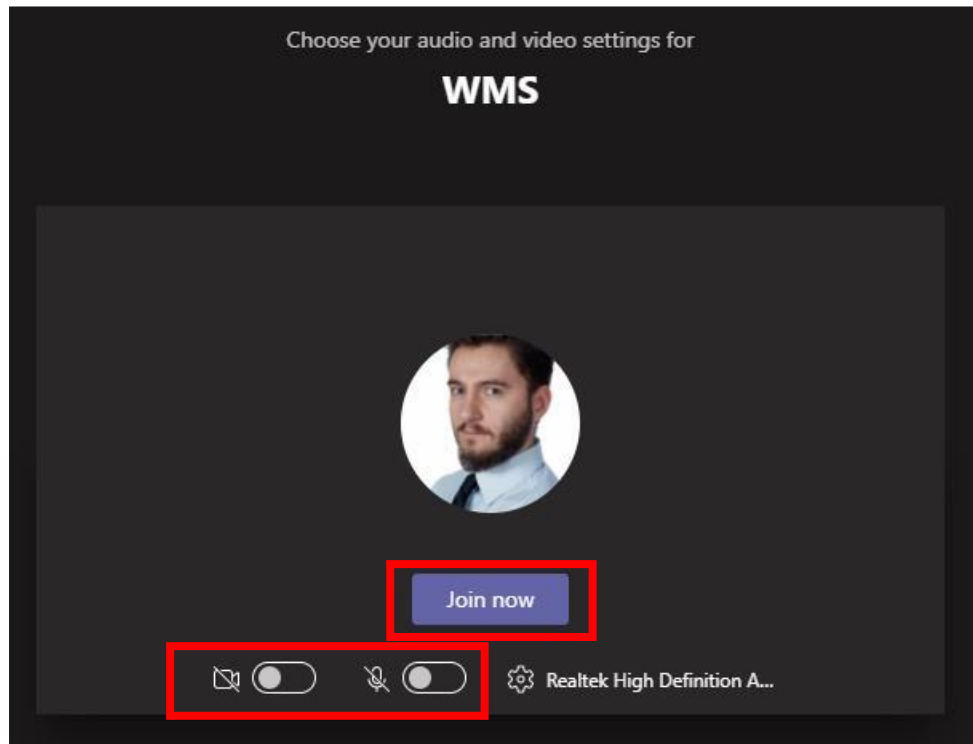 Choose your audio and video settings for
WMS
Join now
Realtek High Definition A...